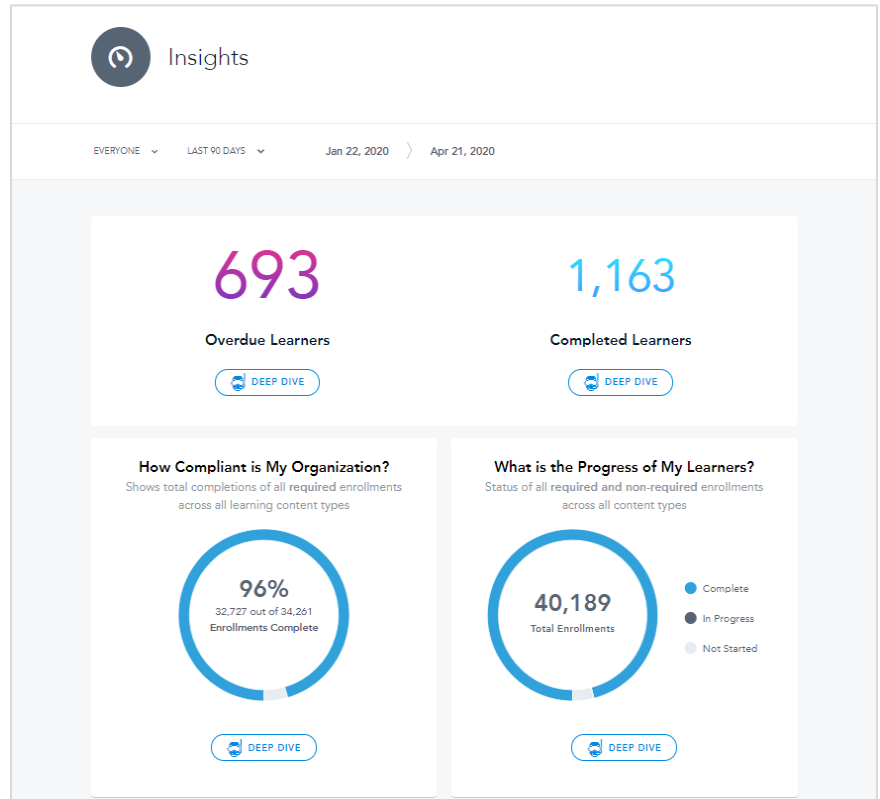 Insights
EVERYONE LAST 90 DAYS Jan 22, 2020 Apr 21, 2020
693
Overdue Learners
DEEP DIVE
1,163
Completed Learners
DEEP DIVE
How Compliant is My Organization?
Shows total completions of all required enrollments
across all learning content types
96%
32,727 out of 34,261
Enrollments Complete
DEEP DIVE
What is the Progress of My Learners?
Status of all required and non-required enrollments
across all content types
40,189
Total Enrollments
Complete
In Progress
Not Started
DEEP DIVE